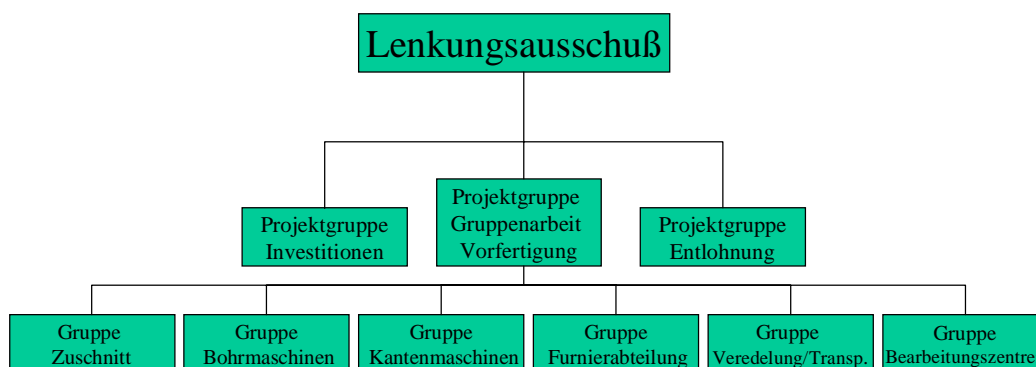 Lenkungsausschuß
Projektgruppe
Investitionen
Projektgruppe
Gruppenarbeit
Vorfertigung
Projektgruppe
Entlohnung
Gruppe
Zuschnitt
Gruppe
Bohrmaschinen
Gruppe
Kantenmaschinen
Gruppe
Furnierabteilung
Gruppe
Veredelung/Transp.
Gruppe
Bearbeitungszentre